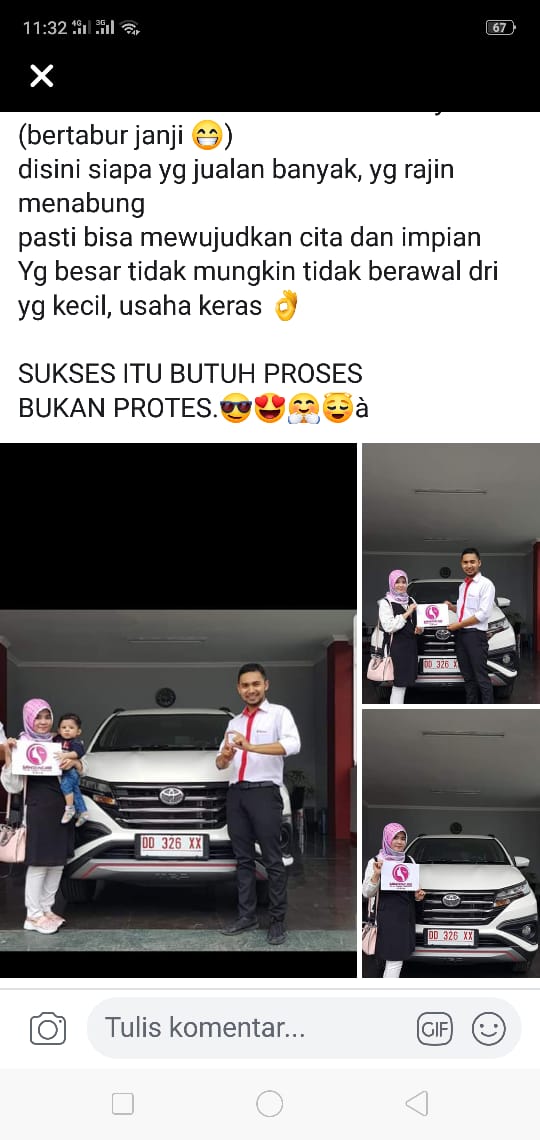 11:32 4G 3G 67
(bertabur janji 😁)
disini siapa yg jualan banyak, yg rajin
menabung
pasti bisa mewujudkan cita dan impian
Yg besar tidak mungkin tidak berawal dri
yg kecil, usaha keras 👌
SUKSES ITU BUTUH PROSES
BUKAN PROTES.😎😍🤗😌à
DD 326 XX
DD 326 X
DD 326 XX
Tulis komentar...
GIF